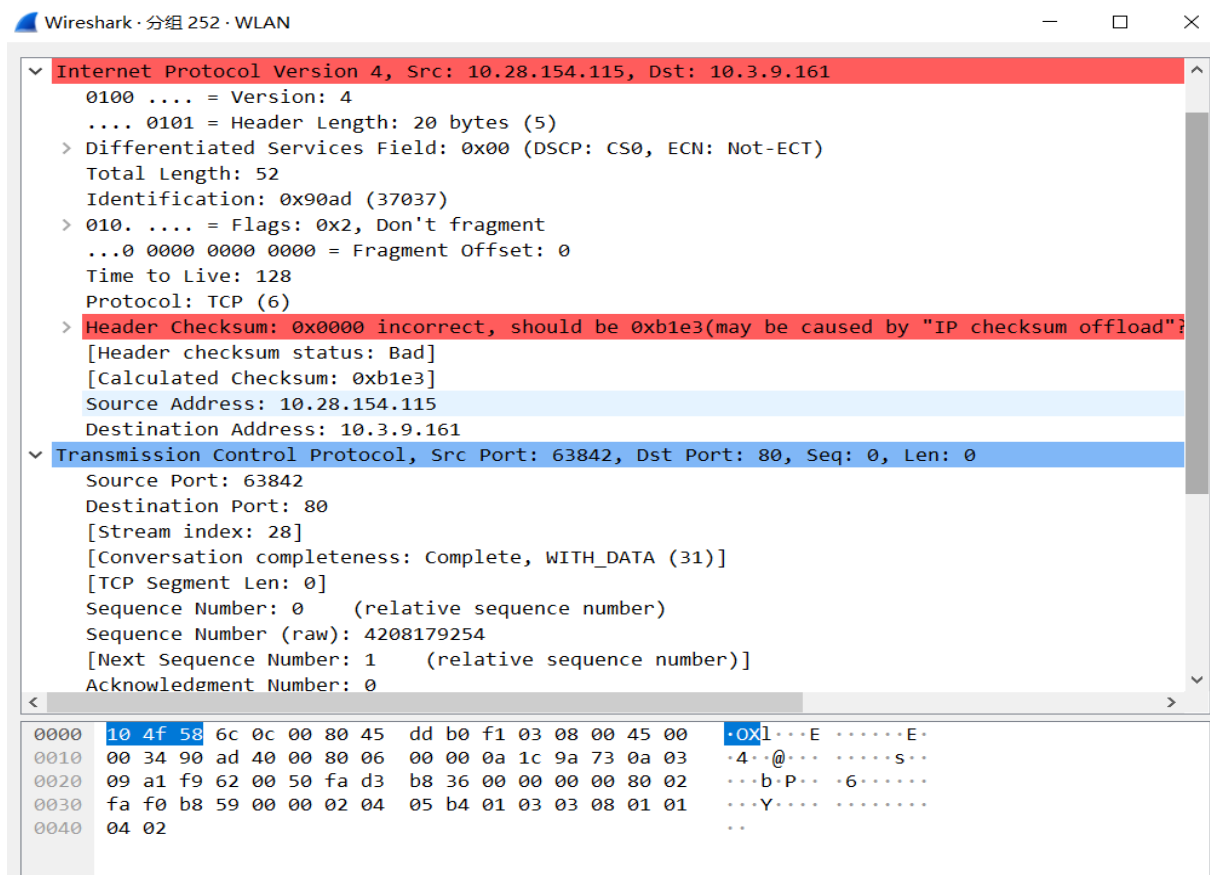 Wireshark · 分组 252 · WLAN
Internet Protocol Version 4, Src: 10.28.154.115, Dst: 10.3.9.161
0100 .... = Version: 4
.... 0101 = Header Length: 20 bytes (5)
Differentiated Services Field: 0x00 (DSCP: CS0, ECN: Not-ECT)
Total Length: 52
Identification: 0x90ad (37037)
010. .... = Flags: 0x2, Don't fragment
...0 0000 0000 0000 = Fragment Offset: 0
Time to Live: 128
Protocol: TCP (6)
Header Checksum: 0x0000 incorrect, should be 0xb1e3(may be caused by "IP checksum offload"?
[Header checksum status: Bad]
[Calculated Checksum: 0xb1e3]
Source Address: 10.28.154.115
Destination Address: 10.3.9.161
Transmission Control Protocol, Src Port: 63842, Dst Port: 80, Seq: 0, Len: 0
Source Port: 63842
Destination Port: 80
[Stream index: 28]
[Conversation completeness: Complete, WITH_DATA (31)]
[TCP Segment Len: 0]
Sequence Number: 0    (relative sequence number)
Sequence Number (raw): 4208179254
[Next Sequence Number: 1    (relative sequence number)]
Acknowledgment Number: 0
0000 10 4f 58 6c 0c 00 80 45 dd b0 f1 03 08 00 45 00 ·OXl···E ······E·
0010 00 34 90 ad 40 00 80 06 00 00 0a 1c 9a 73 0a 03 ·4··@··· ·····s··
0020 09 a1 f9 62 00 50 fa d3 b8 36 00 00 00 00 80 02 ···b·P·· ·6······
0030 fa f0 b8 59 00 00 02 04 05 b4 01 03 03 08 01 01 ···Y···· ········
0040 04 02 ··